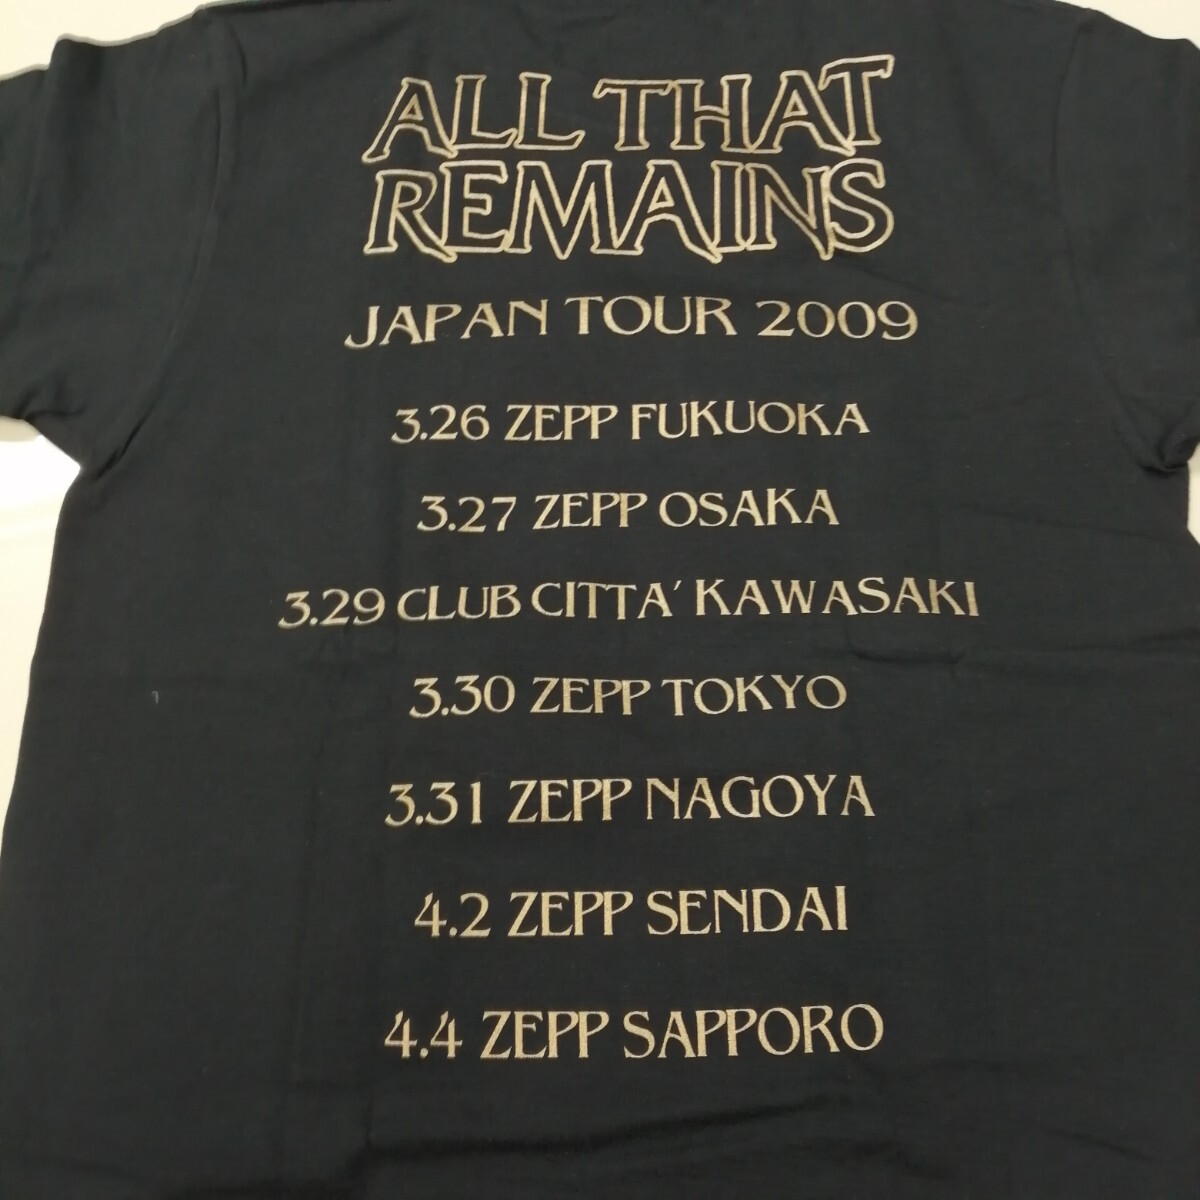 ALL THAT
REMAINS
JAPAN TOUR 2009
3.26 ZEPP FUKUOKA
3.27 ZEPP OSAKA
3.29 CLUB CITTA' KAWASAKI
3.30 ZEPP TOKYO
3.31 ZEPP NAGOYA
4.2 ZEPP SENDAI
4.4 ZEPP SAPPORO